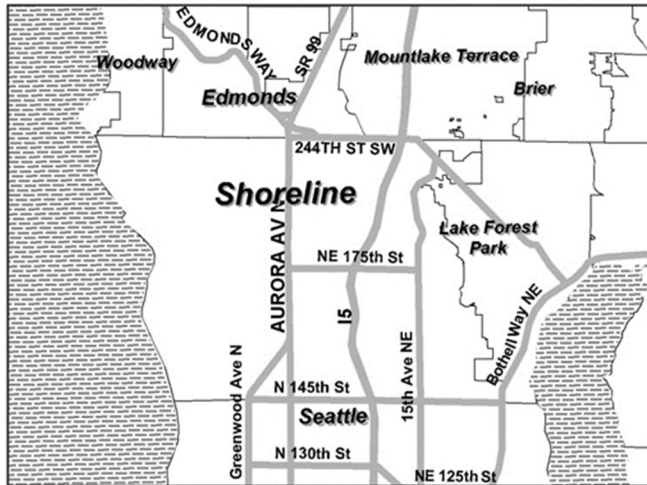 EDMONDS WAY
SR 99
Woodway
Mountlake Terrace
Edmonds
Brier
244TH ST SW
Shoreline
AURORA AV N
Lake Forest
Park
NE 175th St
I5
Bothell Way NE
Greenwood Ave N
15th Ave NE
N 145th St
Seattle
N 130th St
NE 125th St